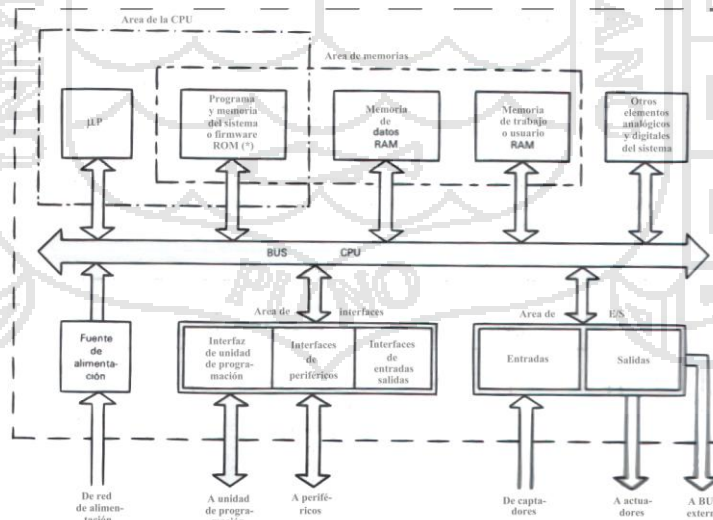 Area de la CPU
Area de memorias
μP
Programa
y memoria
del sistema
o firmware
ROM (*)
Memoria
de
datos
RAM
Memoria
de trabajo
o usuario
RAM
Otros
elementos
analógicos
y digitales
del sistema
BUS CPU
Area de interfaces
Area de E/S
Fuente
de
alimenta-
ción
Interfaz
de unidad
de progra-
mación
Interfaces
de
periféricos
Interfaces
de
entradas
salidas
Entradas
Salidas
De red
de alimen-
tación
A unidad
de progra-
mación
A perifé-
ricos
De capta-
dores
A actua-
dores
A BU
extern